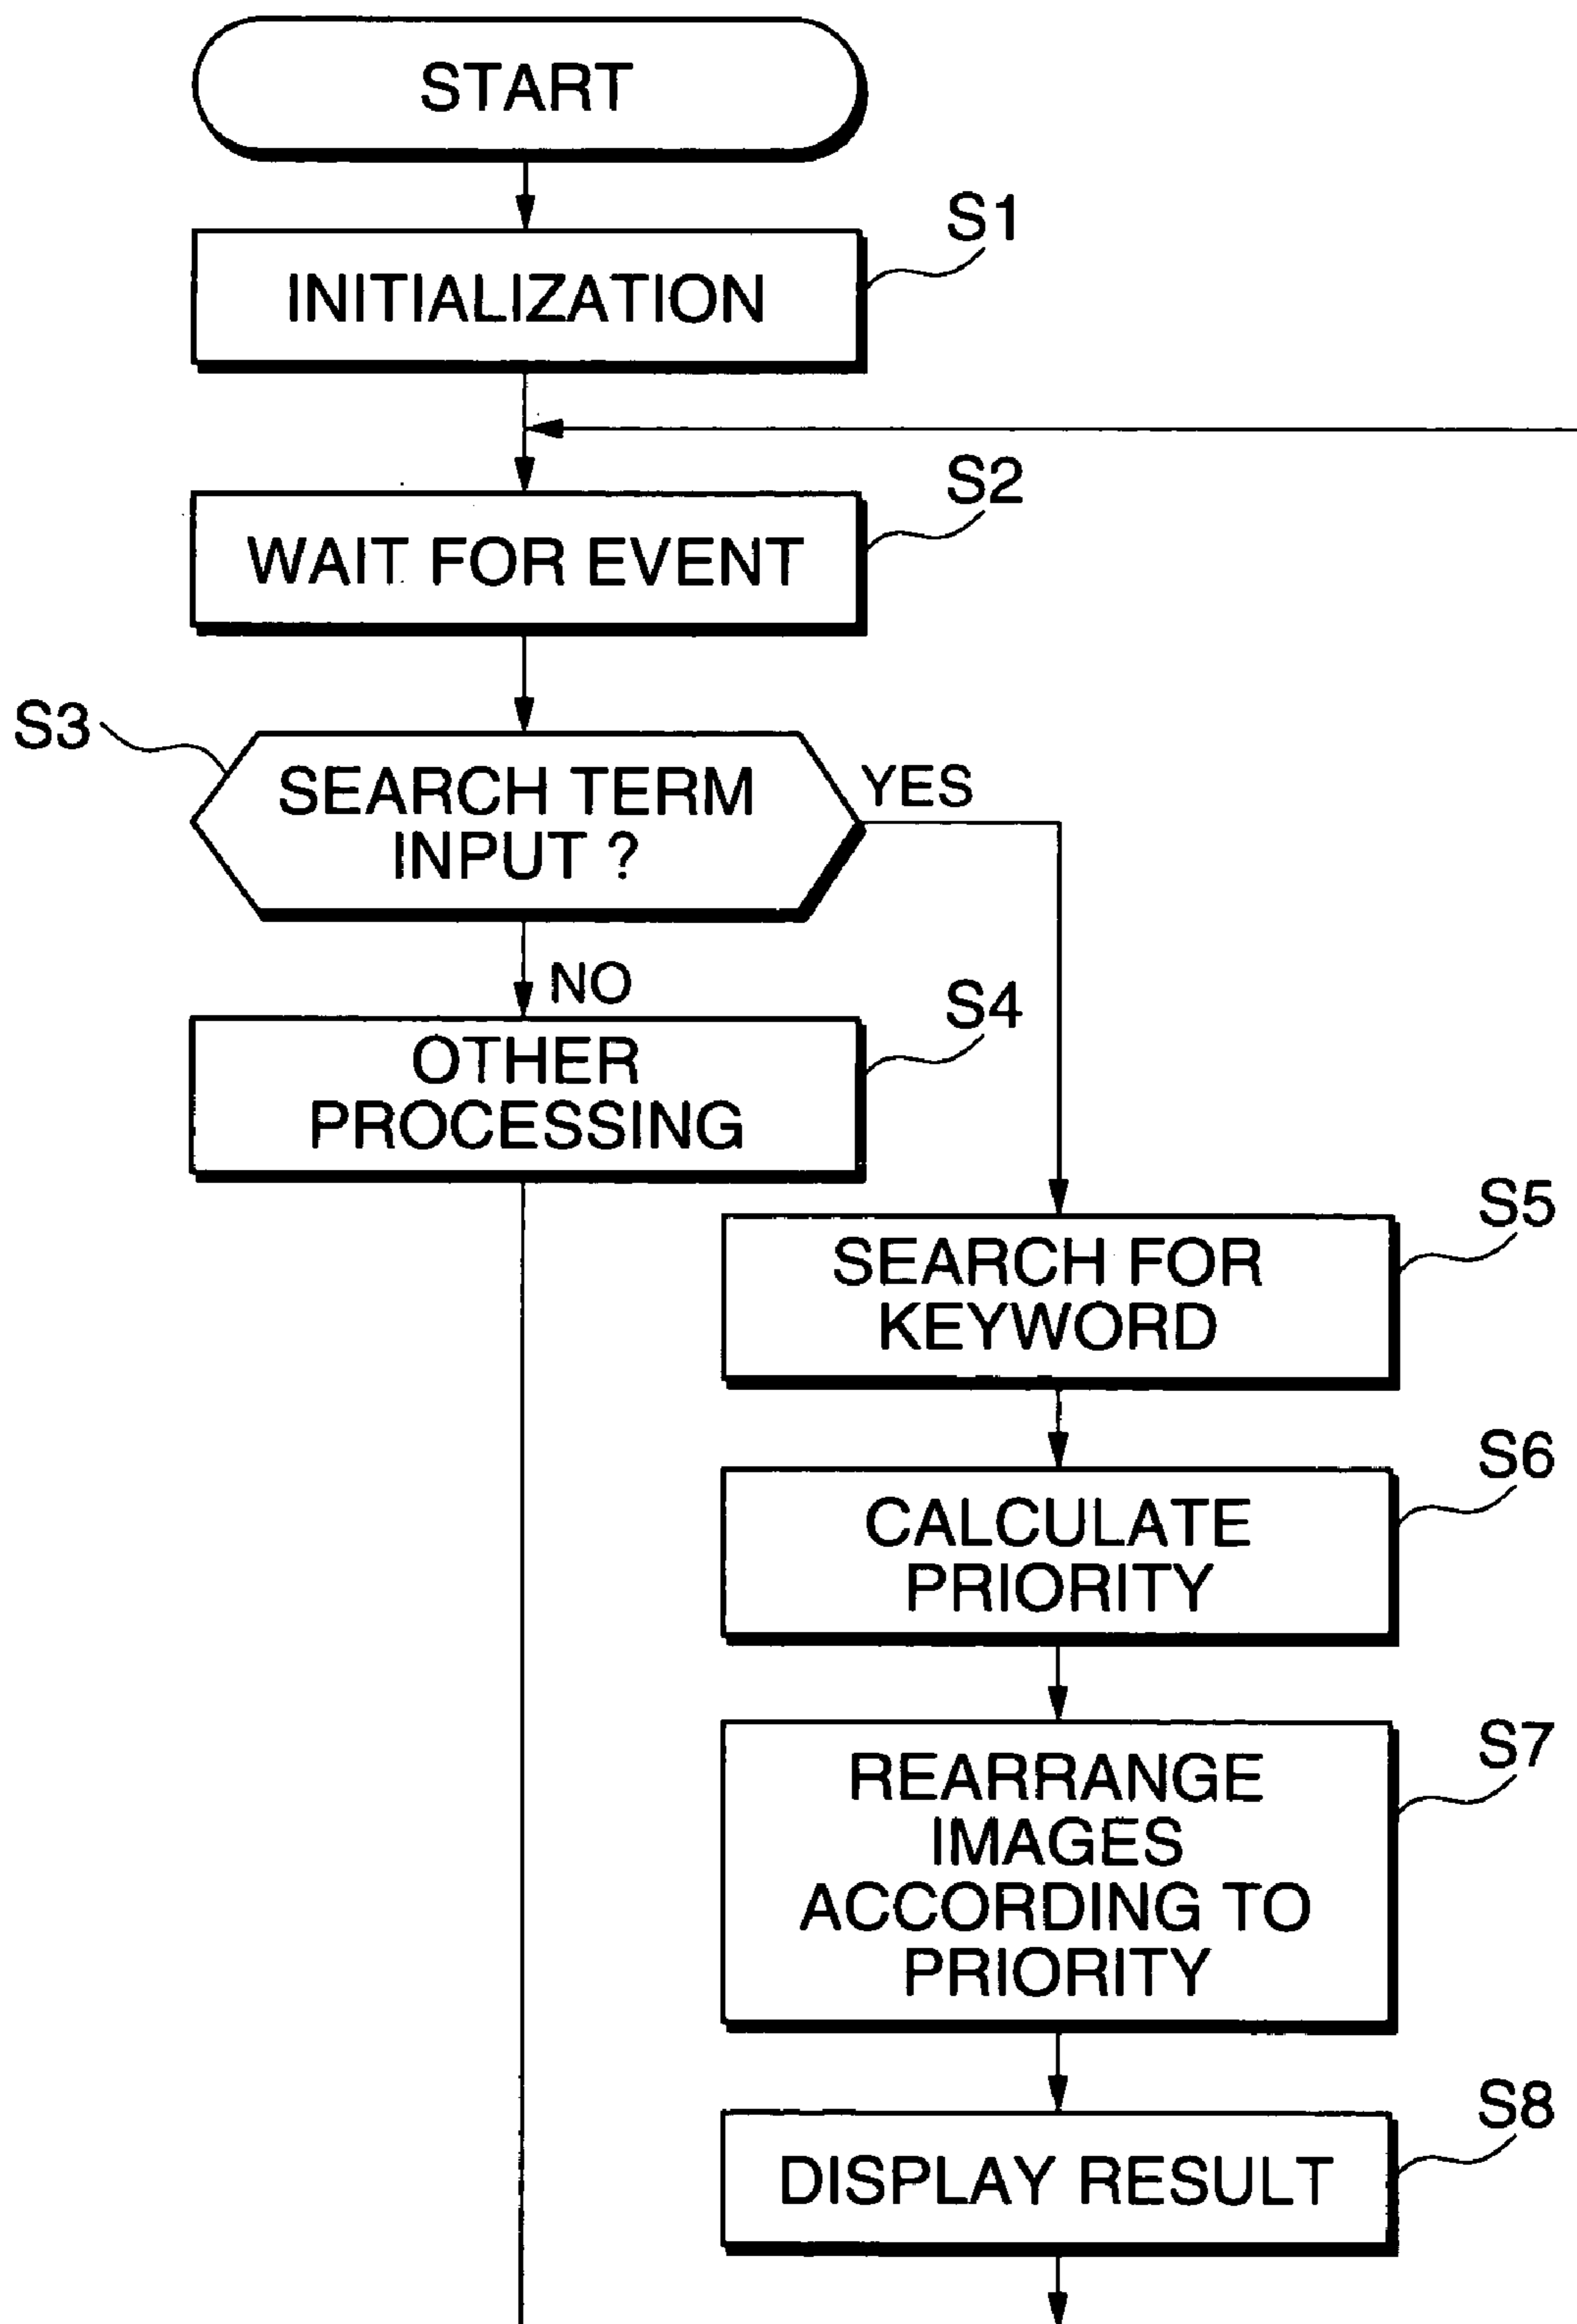 START
S1
INITIALIZATION
S2
WAIT FOR EVENT
S3
SEARCH TERM
INPUT ?
YES
NO
S4
OTHER
PROCESSING
S5
SEARCH FOR
KEYWORD
S6
CALCULATE
PRIORITY
S7
REARRANGE
IMAGES
ACCORDING TO
PRIORITY
S8
DISPLAY RESULT